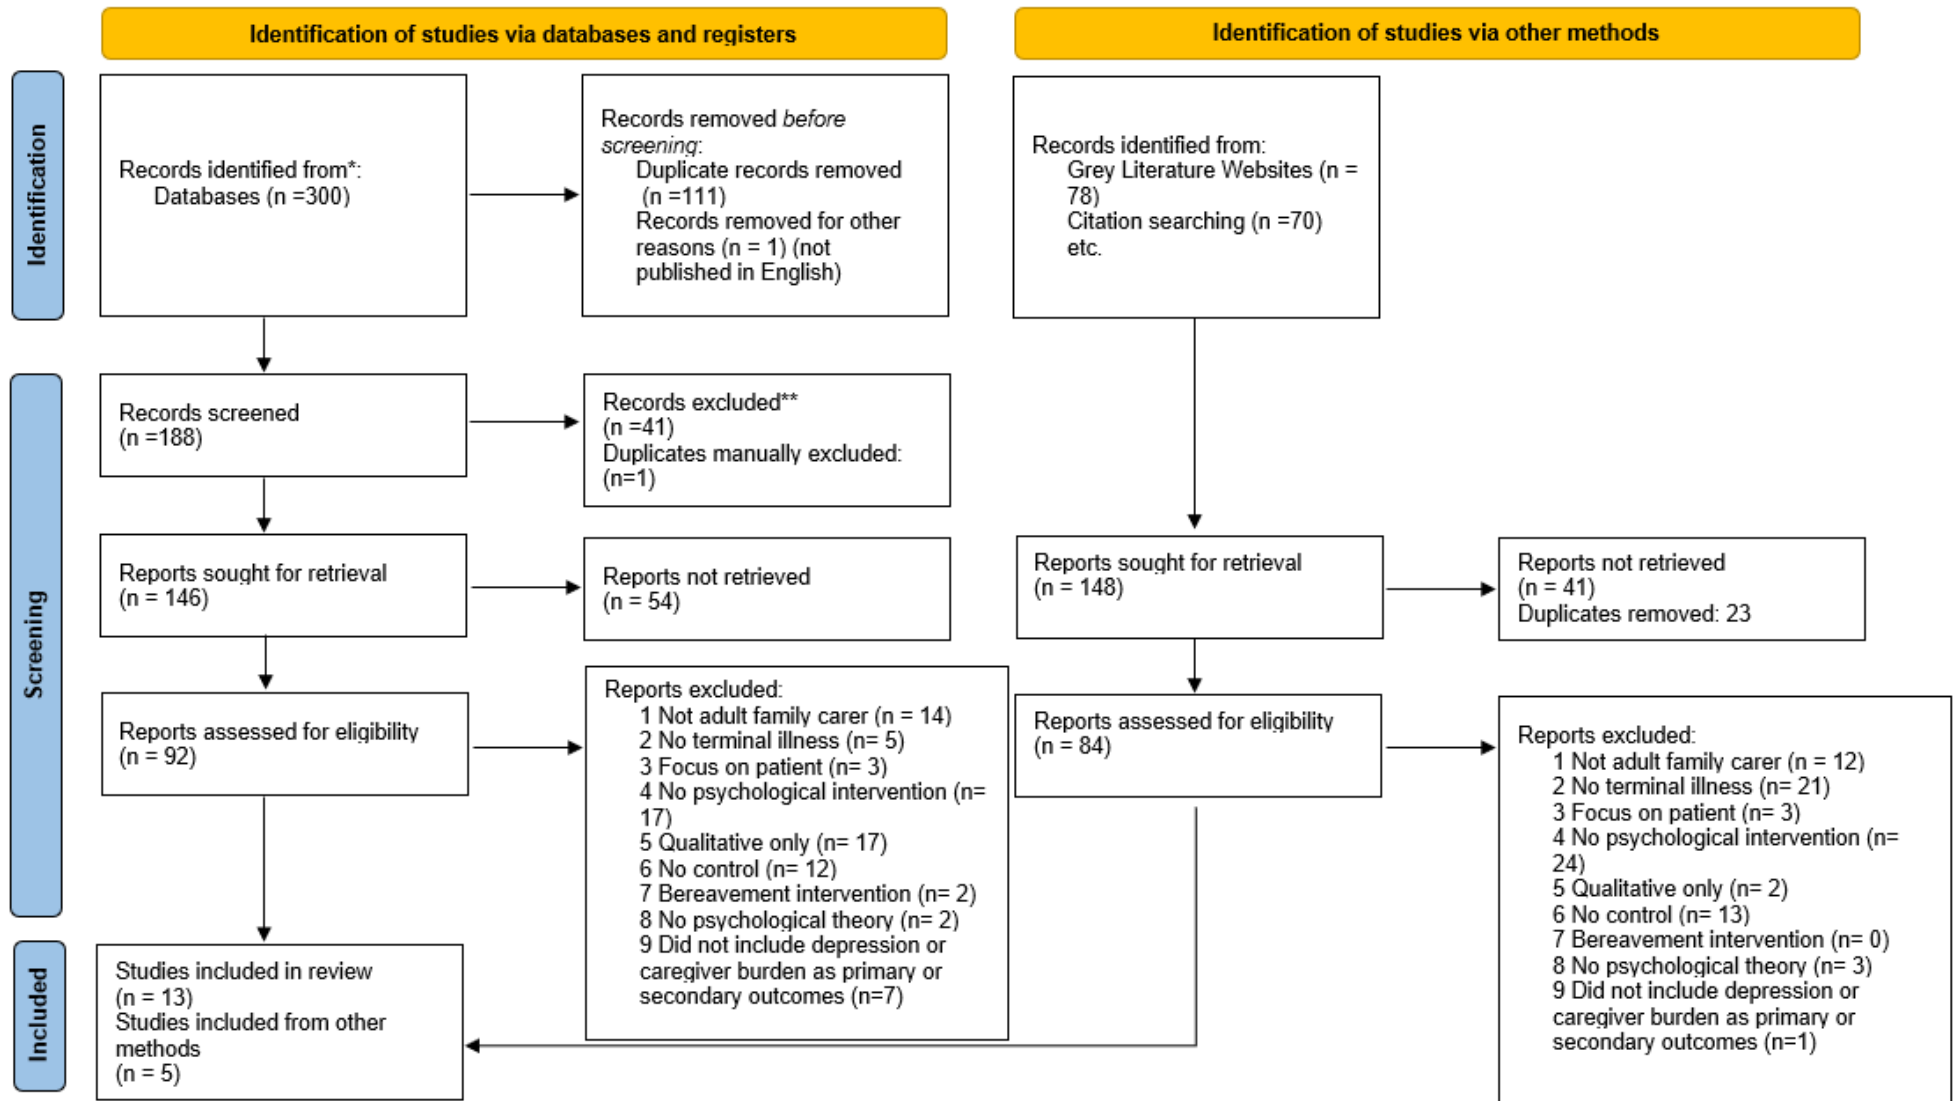 Identification of studies via databases and registers
Identification of studies via other methods
Identification
Records identified from*:
Databases (n =300)
Records removed before
screening:
Duplicate records removed
(n =111)
Records removed for other
reasons (n = 1) (not
published in English)
Records identified from:
Grey Literature Websites (n =
78)
Citation searching (n =70)
etc.
Screening
Records screened
(n =188)
Records excluded**
(n =41)
Duplicates manually excluded:
(n=1)
Reports sought for retrieval
(n = 146)
Reports not retrieved
(n = 54)
Reports sought for retrieval
(n = 148)
Reports not retrieved
(n = 41)
Duplicates removed: 23
Reports assessed for eligibility
(n = 92)
Reports excluded:
1 Not adult family carer (n = 14)
2 No terminal illness (n= 5)
3 Focus on patient (n= 3)
4 No psychological intervention (n=
17)
5 Qualitative only (n= 17)
6 No control (n= 12)
7 Bereavement intervention (n= 2)
8 No psychological theory (n= 2)
9 Did not include depression or
caregiver burden as primary or
secondary outcomes (n=7)
Reports assessed for eligibility
(n = 84)
Reports excluded:
1 Not adult family carer (n = 12)
2 No terminal illness (n= 21)
3 Focus on patient (n= 3)
4 No psychological intervention (n=
24)
5 Qualitative only (n= 2)
6 No control (n= 13)
7 Bereavement intervention (n= 0)
8 No psychological theory (n= 3)
9 Did not include depression or
caregiver burden as primary or
secondary outcomes (n=1)
Included
Studies included in review
(n = 13)
Studies included from other
methods
(n = 5)